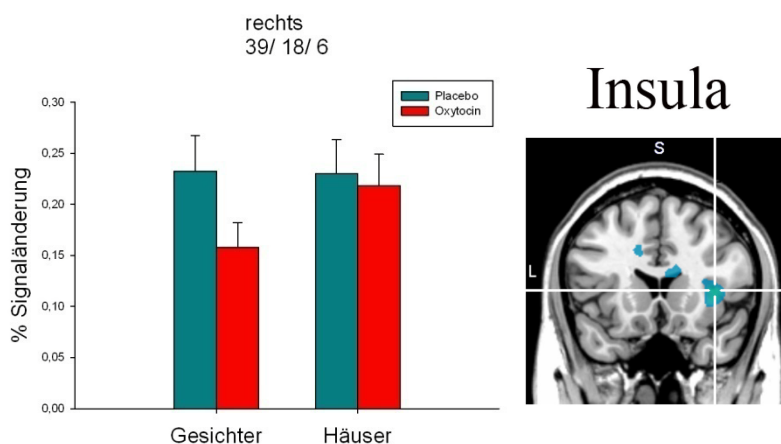 rechts
39/ 18/ 6
Placebo
Oxytocin
% Signaländerung
0,30
0,25
0,20
0,15
0,10
0,05
0,00
Gesichter
Häuser
Insula
S
L